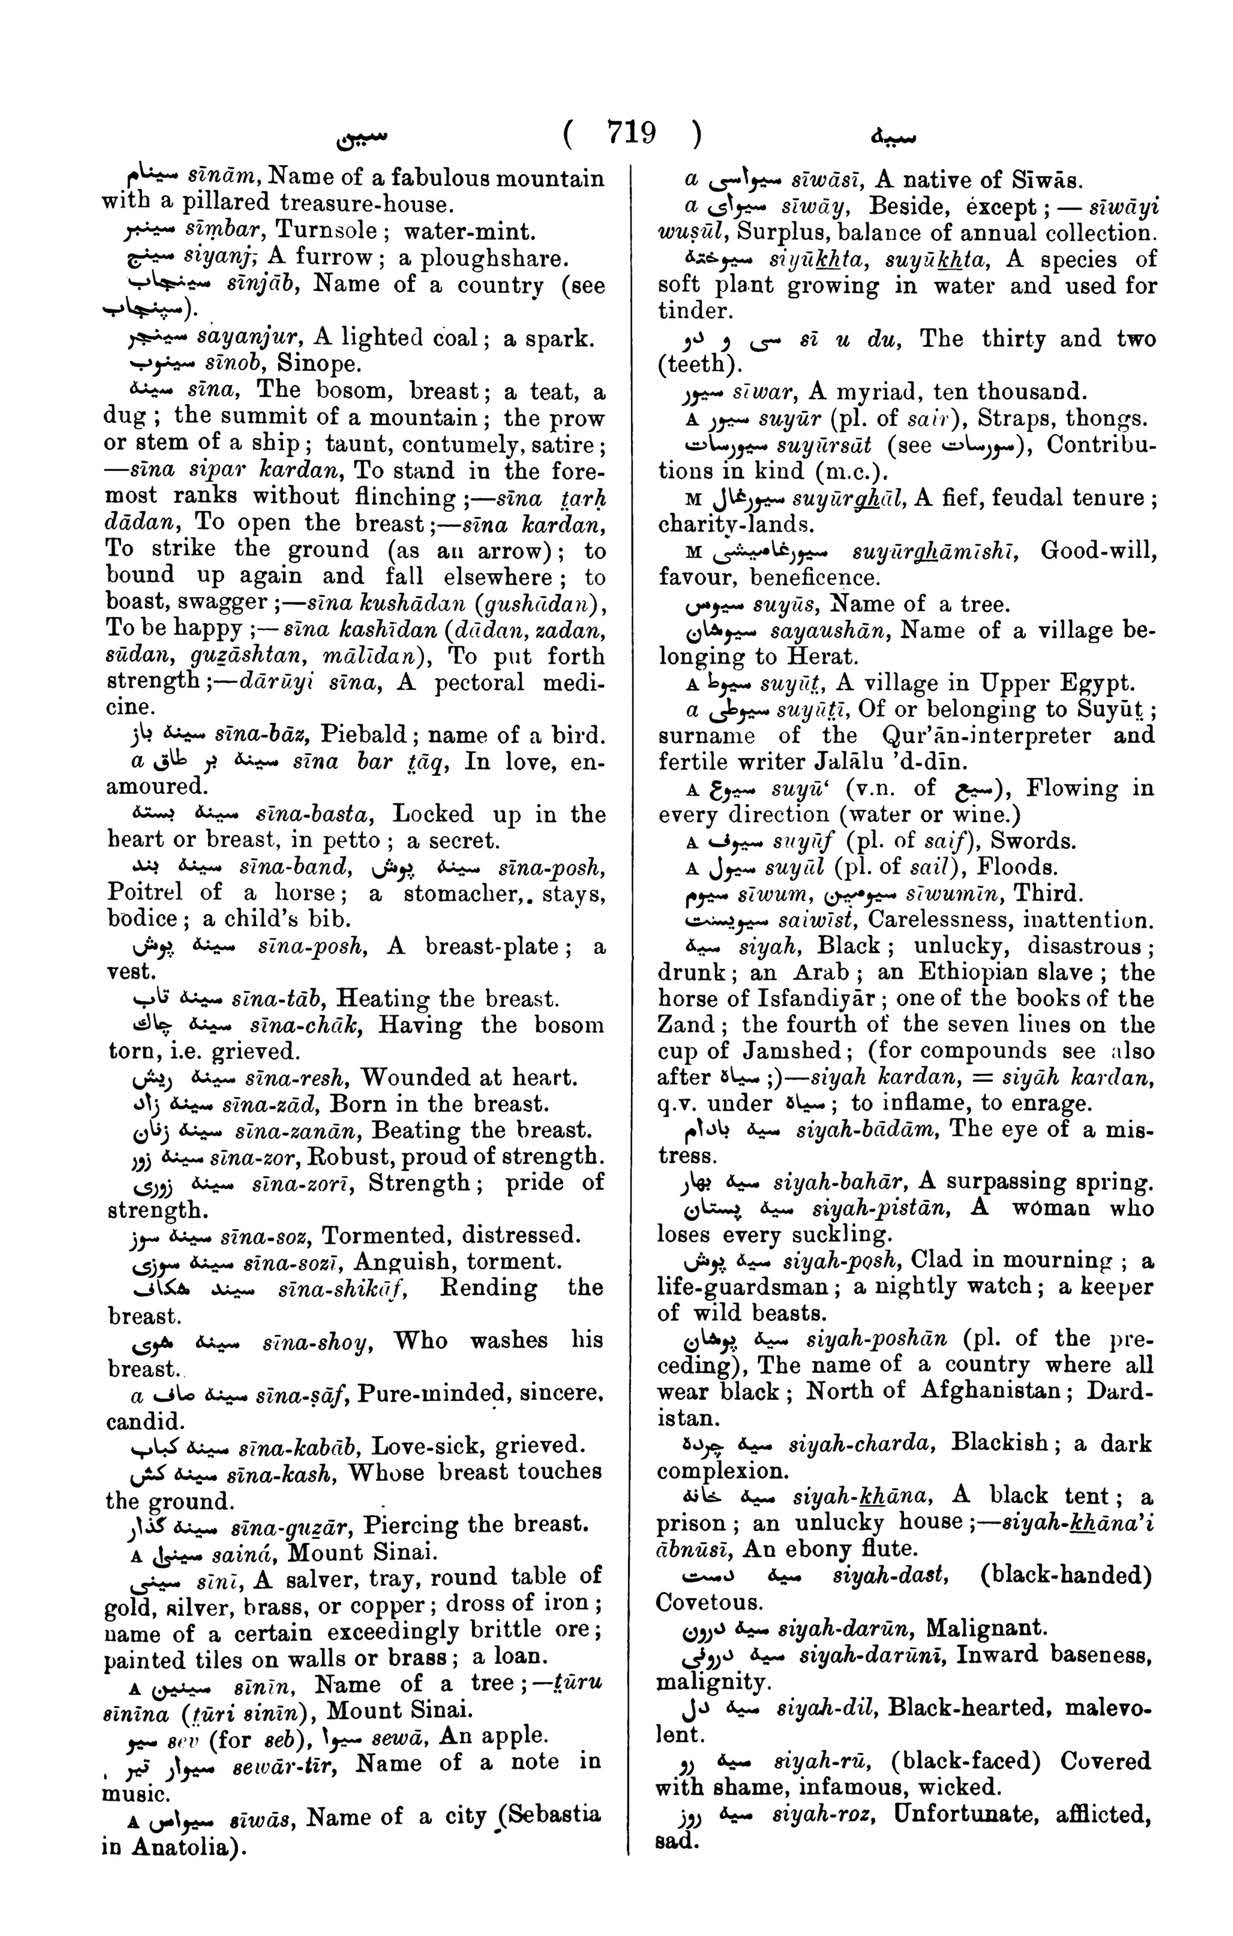 سین ( 719 ) سیه
سینام sīnām, Name of a fabulous mountain
with a pillared treasure-house.
سینبر sīmbar, Turnsole ; water-mint.
سینج siyanj, A furrow ; a ploughshare.
سینجاب sīnjāb, Name of a country (see
سپنجاب).
سینجر sayanjur, A lighted coal ; a spark.
سینوب sīnob, Sinope.
سینه sīna, The bosom, breast ; a teat, a
dug ; the summit of a mountain ; the prow
or stem of a ship ; taunt, contumely, satire ;
—sīna sipar kardan, To stand in the fore-
most ranks without flinching ;—sīna t̤arḥ
dādan, To open the breast ;—sīna kardan,
To strike the ground (as an arrow) ; to
bound up again and fall elsewhere ; to
boast, swagger ;—sīna kushādan (gushādan),
To be happy ;—sīna kashīdan (dādan, zadan,
sūdan, guẕāshtan, mālīdan), To put forth
strength ;—dārūyi sīna, A pectoral medi-
cine.
سینه باز sīna-bāz, Piebald ; name of a bird.
a سینه بر طاق sīna bar t̤āq, In love, en-
amoured.
سینه بسته sīna-basta, Locked up in the
heart or breast, in petto ; a secret.
سینه بند sīna-band, سینه پوش sīna-posh,
Poitrel of a horse ; a stomacher, stays,
bodice ; a child's bib.
سینه پوش sīna-posh, A breast-plate ; a
vest.
سینه تاب sīna-tāb, Heating the breast.
سینه چاك sīna-chāk, Having the bosom
torn, i.e. grieved.
سینه ریش sīna-resh, Wounded at heart.
سینه زاد sīna-zād, Born in the breast.
سینه زنان sīna-zanān, Beating the breast.
سینه زور sīna-zor, Robust, proud of strength.
سینه زوری sīna-zorī, Strength ; pride of
strength.
سینه سوز sīna-soz, Tormented, distressed.
سینه سوزی sīna-sozī, Anguish, torment.
سینه شکاف sīna-shikāf, Rending the
breast.
سینه شوی sīna-shoy, Who washes his
breast.
a سینه صاف sīna-ṣāf, Pure-minded, sincere,
candid.
سینه کباب sīna-kabāb, Love-sick, grieved.
سینه کش sīna-kash, Whose breast touches
the ground.
سینه گذار sīna-guẕār, Piercing the breast.
A سینیٰ sainá, Mount Sinai.
سینی sīnī, A salver, tray, round table of
gold, silver, brass, or copper ; dross of iron ;
name of a certain exceedingly brittle ore ;
painted tiles on walls or brass ; a loan.
A سینین sīnīn, Name of a tree ;—t̤ūru
sīnīna (t̤ūri sinīn), Mount Sinai.
سیو sev (for seb), سیوا sewā, An apple.
سیوار تیر sewār-tīr, Name of a note in
music.
A سیواس sīwās, Name of a city (Sebastia
in Anatolia).
a سیواسی sīwāsī, A native of Sīwās.
a سیوای sīwāy, Beside, except ; — sīwāyi
wuṣūl, Surplus, balance of annual collection.
سیوخته siyūkhta, suyūkhta, A species of
soft plant growing in water and used for
tinder.
سی و دو sī u du, The thirty and two
(teeth).
سیور sīwar, A myriad, ten thousand.
A سیور suyūr (pl. of sair), Straps, thongs.
سیورسات suyūrsāt (see سورسات), Contribu-
tions in kind (m.c.).
M سیورغال suyūrghāl, A fief, feudal tenure ;
charity-lands.
M سیورغامیشی suyūrghāmīshī, Good-will,
favour, beneficence.
سیوس suyūs, Name of a tree.
سیوشان sayaushān, Name of a village be-
longing to Herat.
A سیوط suyūt̤, A village in Upper Egypt.
a سیوطی suyūt̤ī, Of or belonging to Suyūt̤ ;
surname of the Qur'ān-interpreter and
fertile writer Jalālu 'd-dīn.
A سیوع suyū‘ (v.n. of سیع), Flowing in
every direction (water or wine.)
A سیوف suyūf (pl. of saif), Swords.
A سیول suyūl (pl. of sail), Floods.
سیوم sīwum, سیومین sīwumīn, Third.
سیویست saiwīst, Carelessness, inattention.
سیه siyah, Black ; unlucky, disastrous ;
drunk ; an Arab ; an Ethiopian slave ; the
horse of Isfandiyār ; one of the books of the
Zand ; the fourth of the seven lines on the
cup of Jamshed ; (for compounds see also
after سیاه ;)—siyah kardan, = siyāh kardan,
q.v. under سیاه ; to inflame, to enrage.
سیه بادام siyah-bādām, The eye of a mis-
tress.
سیه بهار siyah-bahār, A surpassing spring.
سیه پستان siyah-pistān, A woman who
loses every suckling.
سیه پوش siyah-posh, Clad in mourning ; a
life-guardsman ; a nightly watch ; a keeper
of wild beasts.
سیه پوشان siyah-poshān (pl. of the pre-
ceding), The name of a country where all
wear black ; North of Afghanistan ; Dard-
istan.
سیه چرده siyah-charda, Blackish ; a dark
complexion.
سیه خانه siyah-khāna, A black tent ; a
prison ; an unlucky house ;—siyah-khāna'i
ābnūsī, An ebony flute.
سیه دست siyah-dast, (black-handed)
Covetous.
سیه درون siyah-darūn, Malignant.
سیه درونی siyah-darūnī, Inward baseness,
malignity.
سیه دل siyah-dil, Black-hearted, malevo-
lent.
سیه رو siyah-rū, (black-faced) Covered
with shame, infamous, wicked.
سیه روز siyah-roz, Unfortunate, afflicted,
sad.